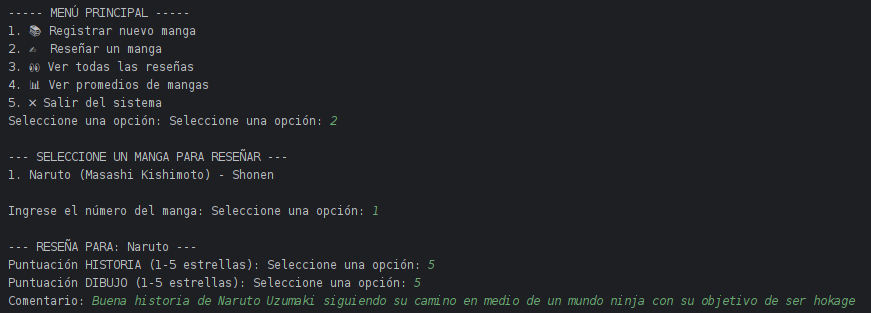 ----- MENÚ PRINCIPAL -----
1. 📚 Registrar nuevo manga
2. ✍ Reseñar un manga
3. 👀 Ver todas las reseñas
4. 📊 Ver promedios de mangas
5. ❌ Salir del sistema
Seleccione una opción: Seleccione una opción: 2
--- SELECCIONE UN MANGA PARA RESEÑAR ---
1. Naruto (Masashi Kishimoto) - Shonen
Ingrese el número del manga: Seleccione una opción: 1
--- RESEÑA PARA: Naruto ---
Puntuación HISTORIA (1-5 estrellas): Seleccione una opción: 5
Puntuación DIBUJO (1-5 estrellas): Seleccione una opción: 5
Comentario: Buena historia de Naruto Uzumaki siguiendo su camino en medio de un mundo ninja con su objetivo de ser hokage